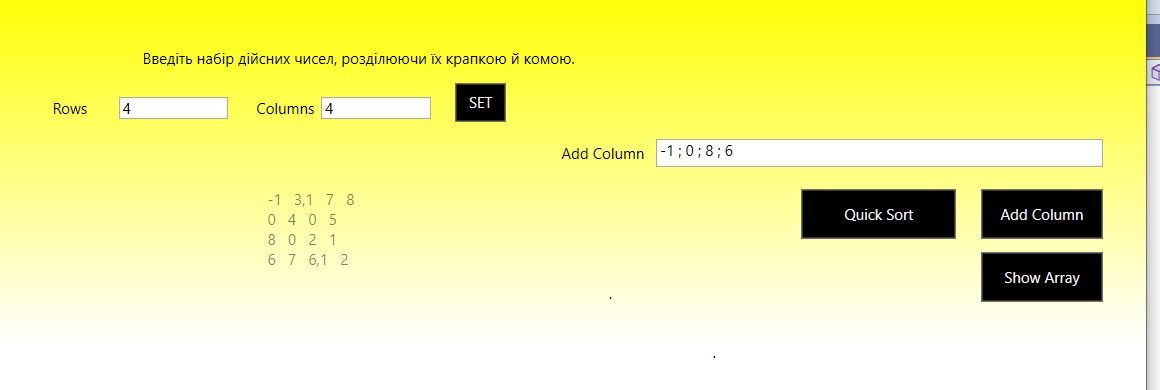 Введіть набір дійсних чисел, розділюючи їх крапкою й комою.
Rows 4 Columns 4 SET
Add Column -1 ; 0 ; 8 ; 6
-1 3,1 7 8
0 4 0 5
8 0 2 1
6 7 6,1 2
Quick Sort Add Column
Show Array
.
.